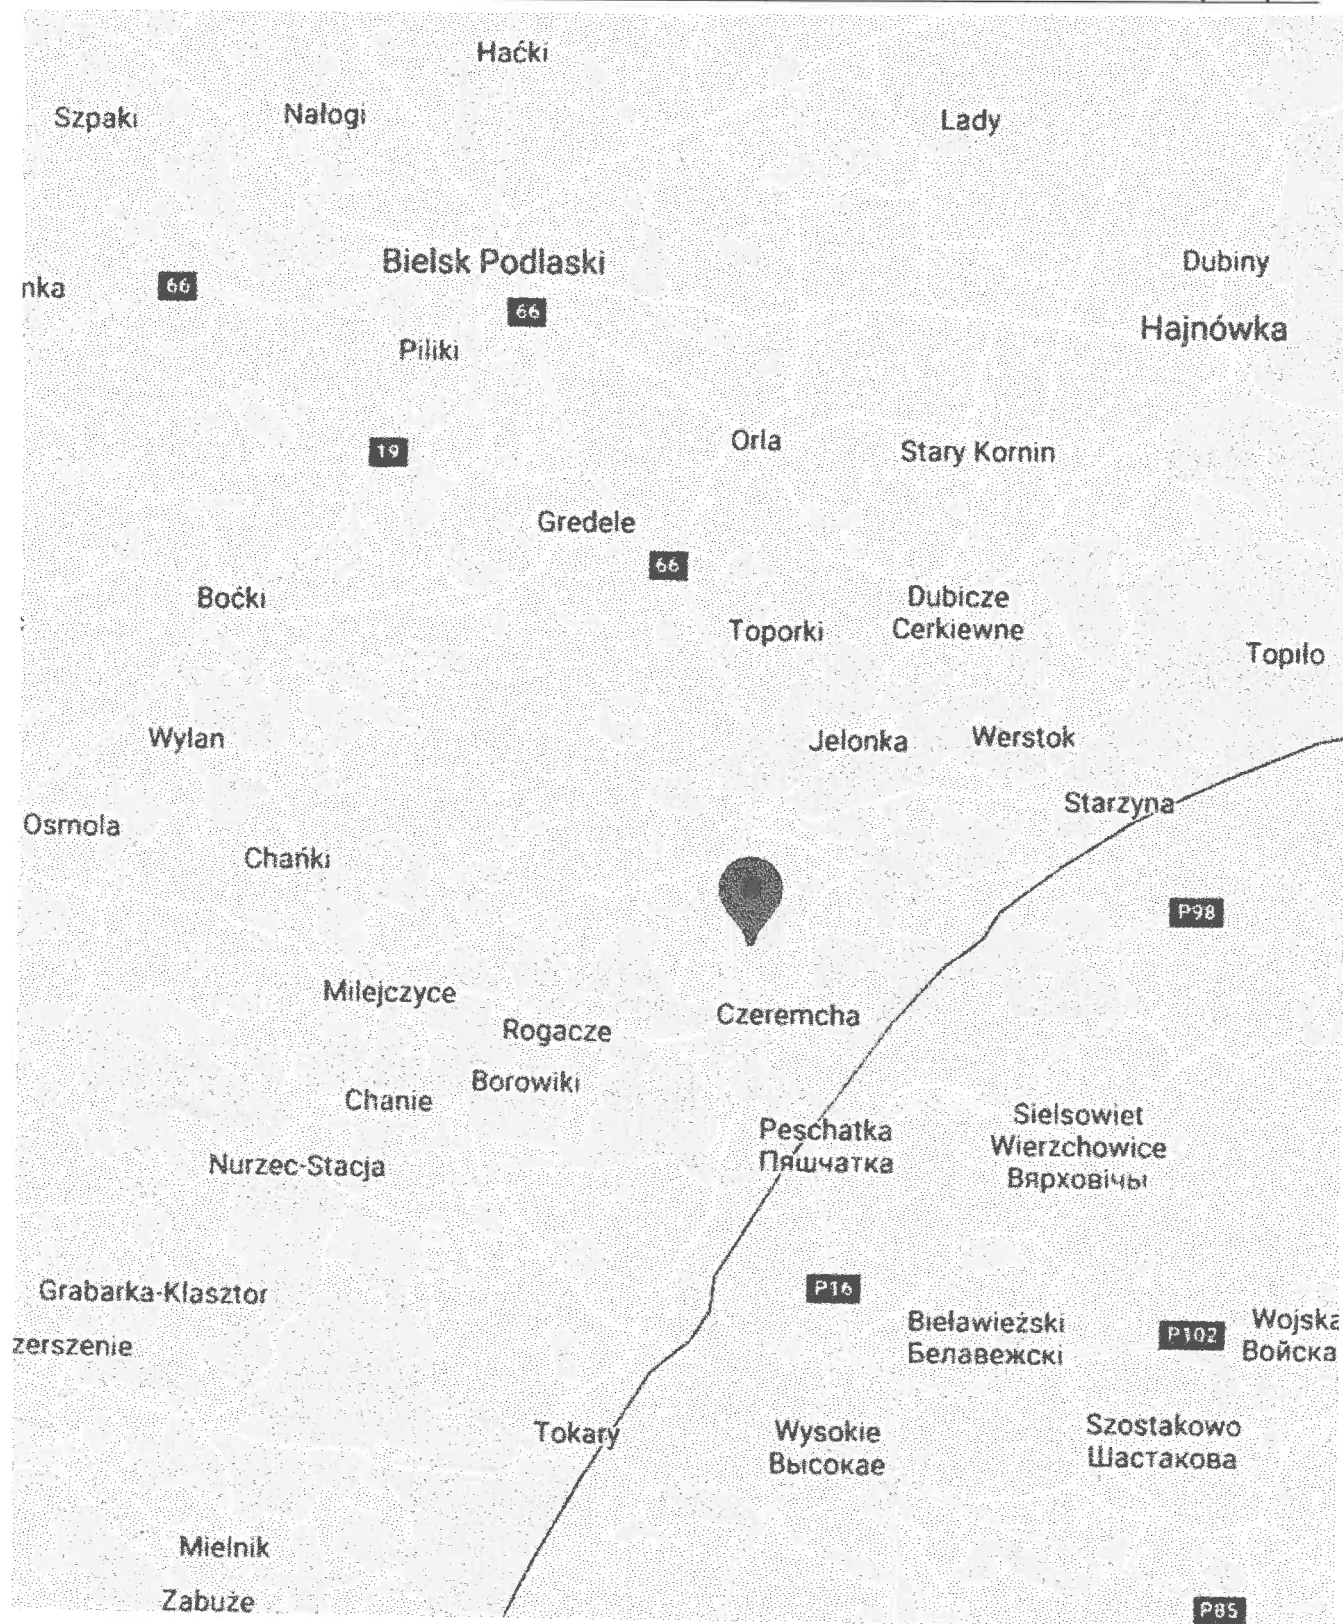 Haćki
Szpaki
Nałogi
Lady
Bielsk Podlaski
Dubiny
nka
66
66
Hajnówka
Piliki
Orla
Stary Kornin
19
Gredele
66
Boćki
Dubicze
Cerkiewne
Toporki
Topiło
Wylan
Jelonka
Werstok
Starzyna
Osmola
Chańki
P98
Milejczyce
Czeremcha
Rogacze
Borowiki
Chanie
Sielsowiet
Wierzchowice
Вярховічы
Peschatka
Пяшчатка
Nurzec-Stacja
Grabarka-Klasztor
P16
zerszenie
Bieławieżski
Белавежскі
P102
Wojska
Войска
Tokary
Wysokie
Высокае
Szostakowo
Шастакова
Mielnik
Zabuże
P85